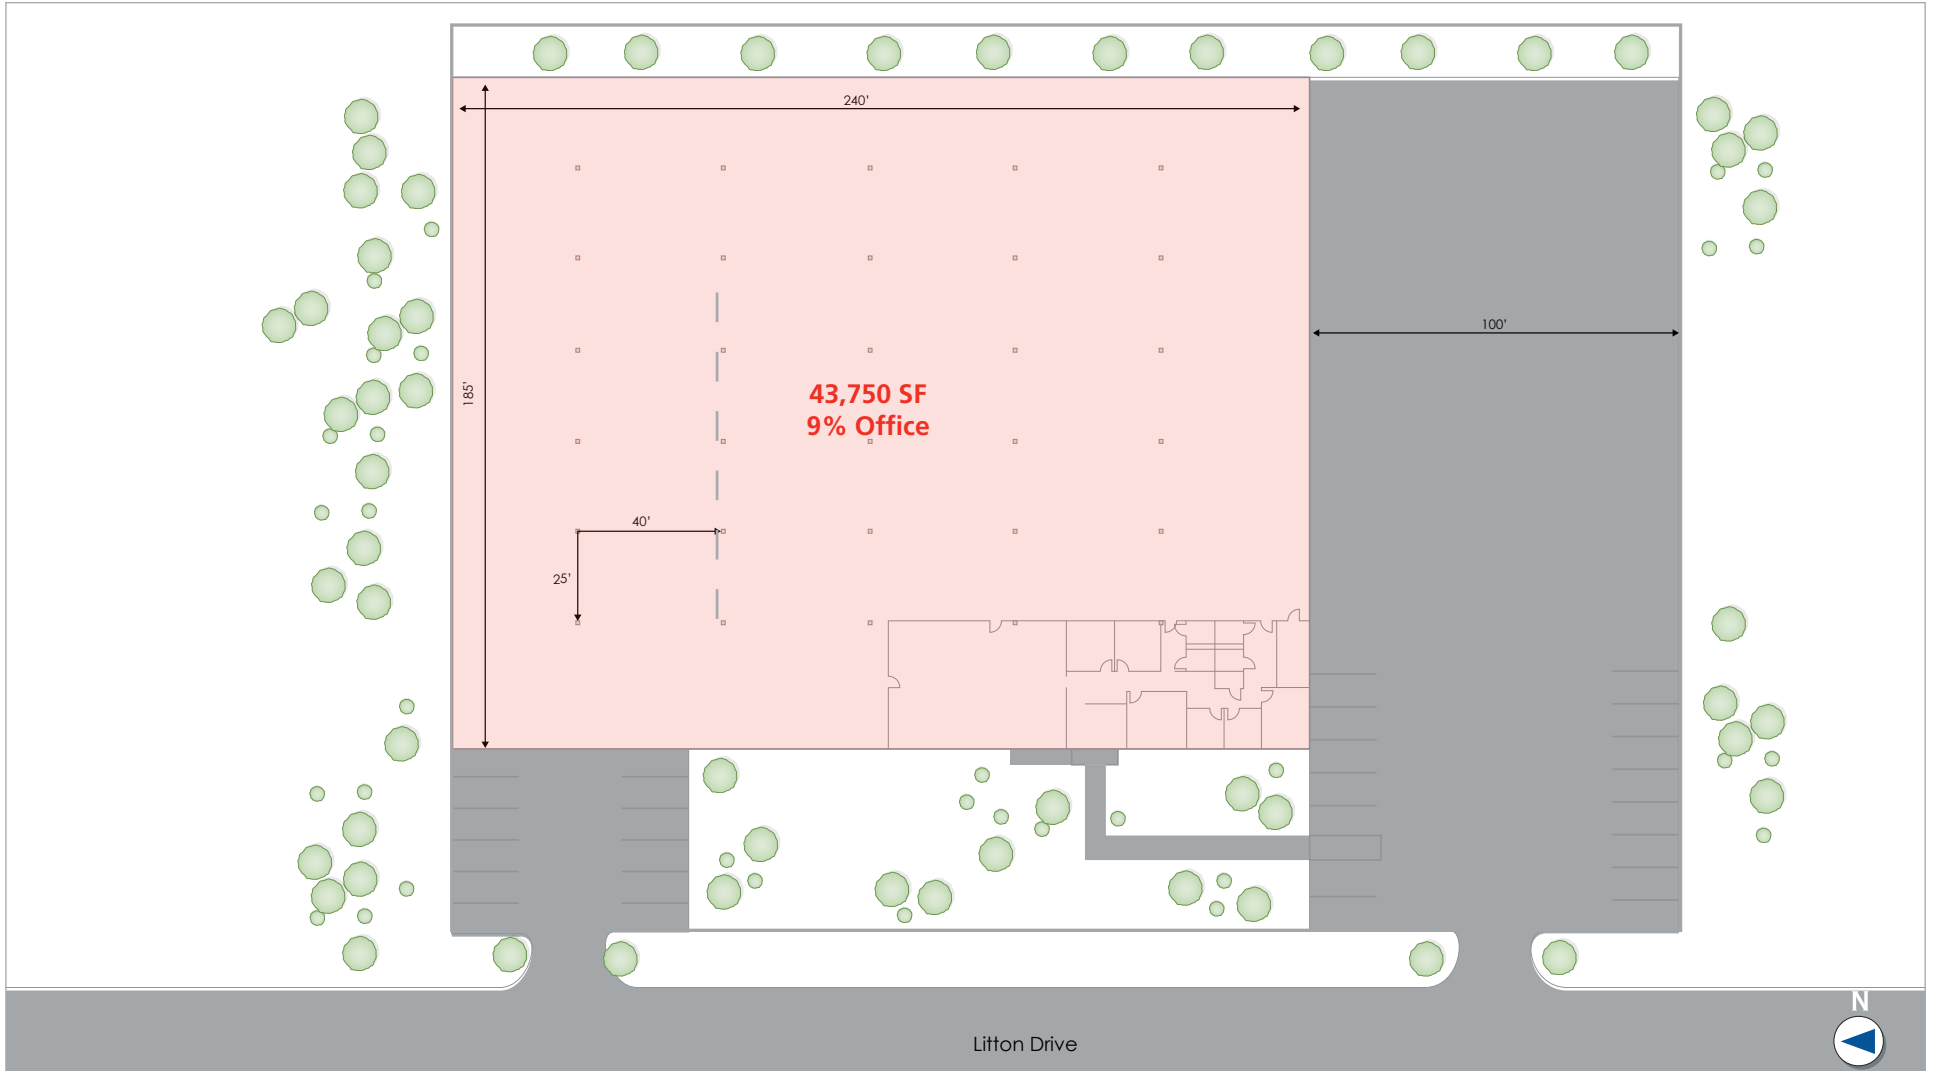 240’
100’
185’
43,750 SF
9% Office
40’
25’
N
Litton Drive